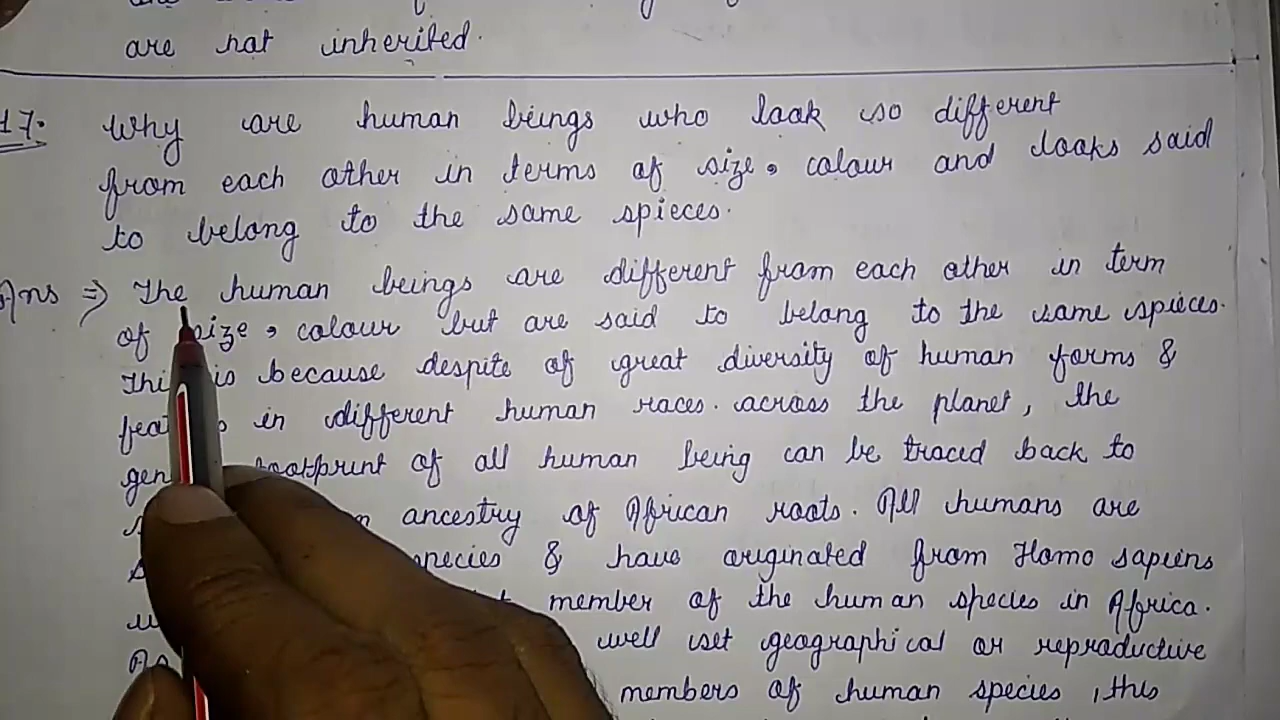 are not inherited.
17. Why are human beings who look so different
from each other in terms of size, colour and looks said
to belong to the same spieces.
Ans ⇒ The human beings are different from each other in term
of size, colour but are said to belong to the same spieces.
This is because despite of great diversity of human forms &
in different human races. across the planet, the
footprint of all human being can be traced back to
ancestry of African roots. All humans are
species & have originated from Homo sapiens
member of the human species in Africa.
well set geographical or reproductive
members of human species, this